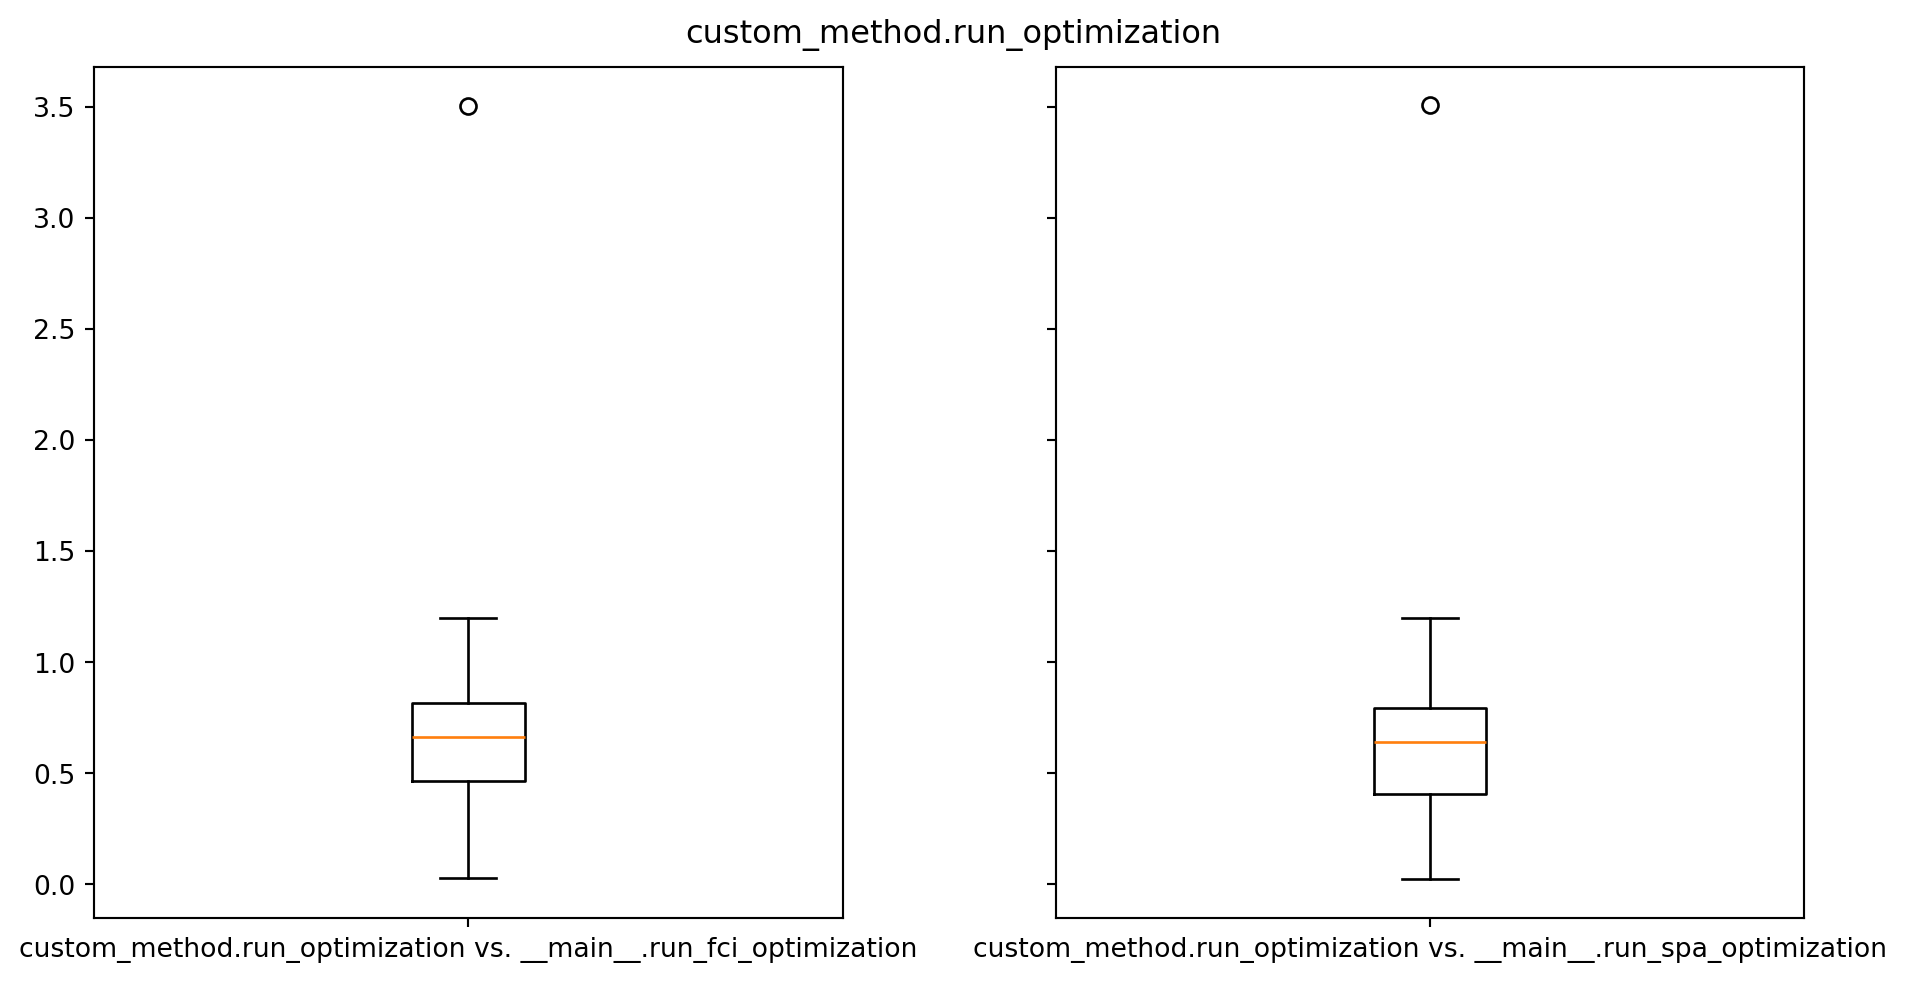 custom_method.run_optimization
3.5
3.0
2.5
2.0
1.5
1.0
0.5
0.0
custom_method.run_optimization vs. __main__.run_fci_optimization
custom_method.run_optimization vs. __main__.run_spa_optimization